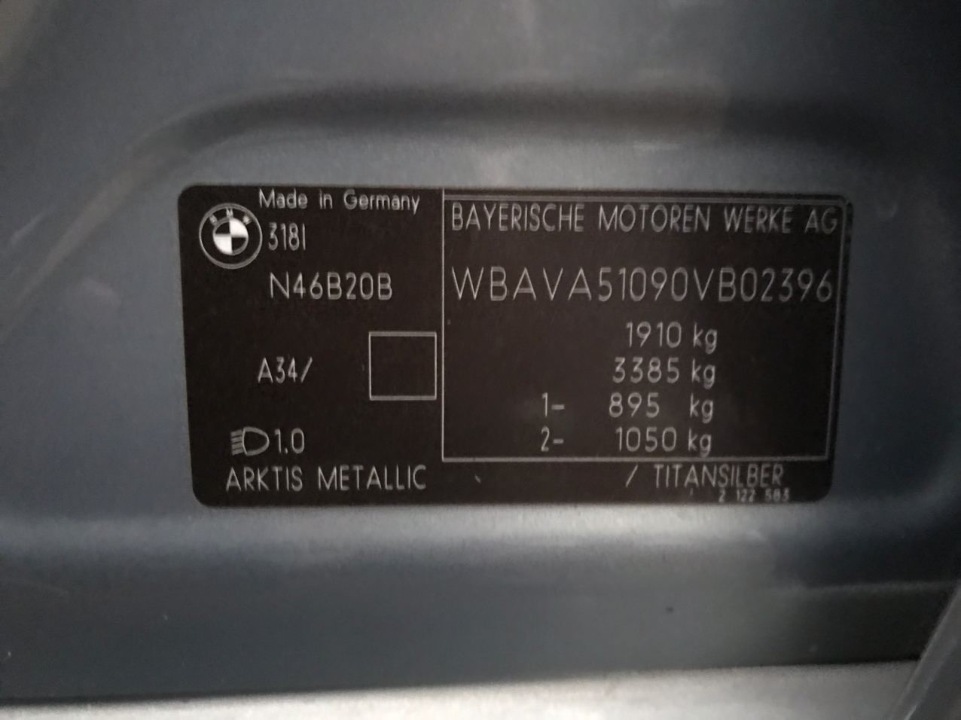 Made in Germany
BMW
318I
N46B20B
A34/
1.0
ARKTIS METALLIC
BAYERISCHE MOTOREN WERKE AG
WBAVA51090VB02396
1910 kg
3385 kg
1- 895 kg
2- 1050 kg
/ TITANSILBER
2 122 583